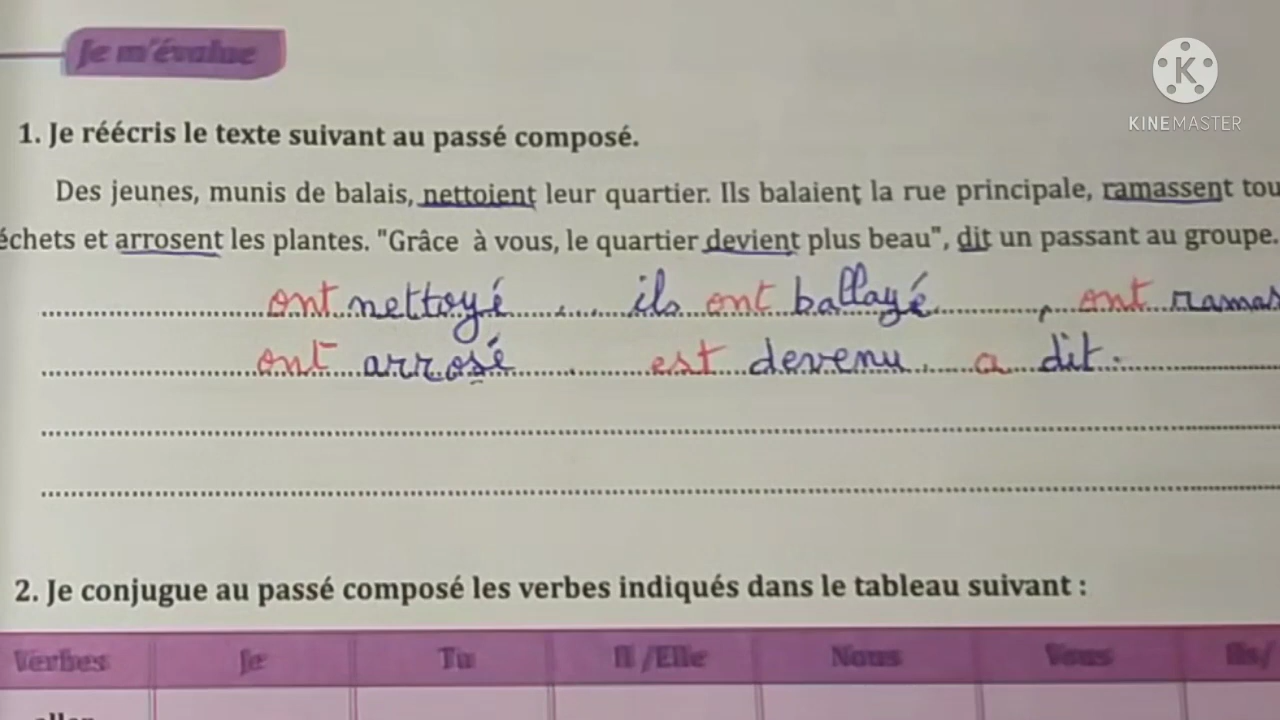 Je m'évalue
KINEMASTER
1. Je réécris le texte suivant au passé composé.
Des jeunes, munis de balais, nettoient leur quartier. Ils balaient la rue principale, ramassent tou
échets et arrosent les plantes. "Grâce à vous, le quartier devient plus beau", dit un passant au groupe.
ont nettoyé ils ont ballayé , ont ramas
ont arrosé . est devenu a dit.
2. Je conjugue au passé composé les verbes indiqués dans le tableau suivant :
Verbes Je Tu Il /Elle Nous Vous Ils/
aller